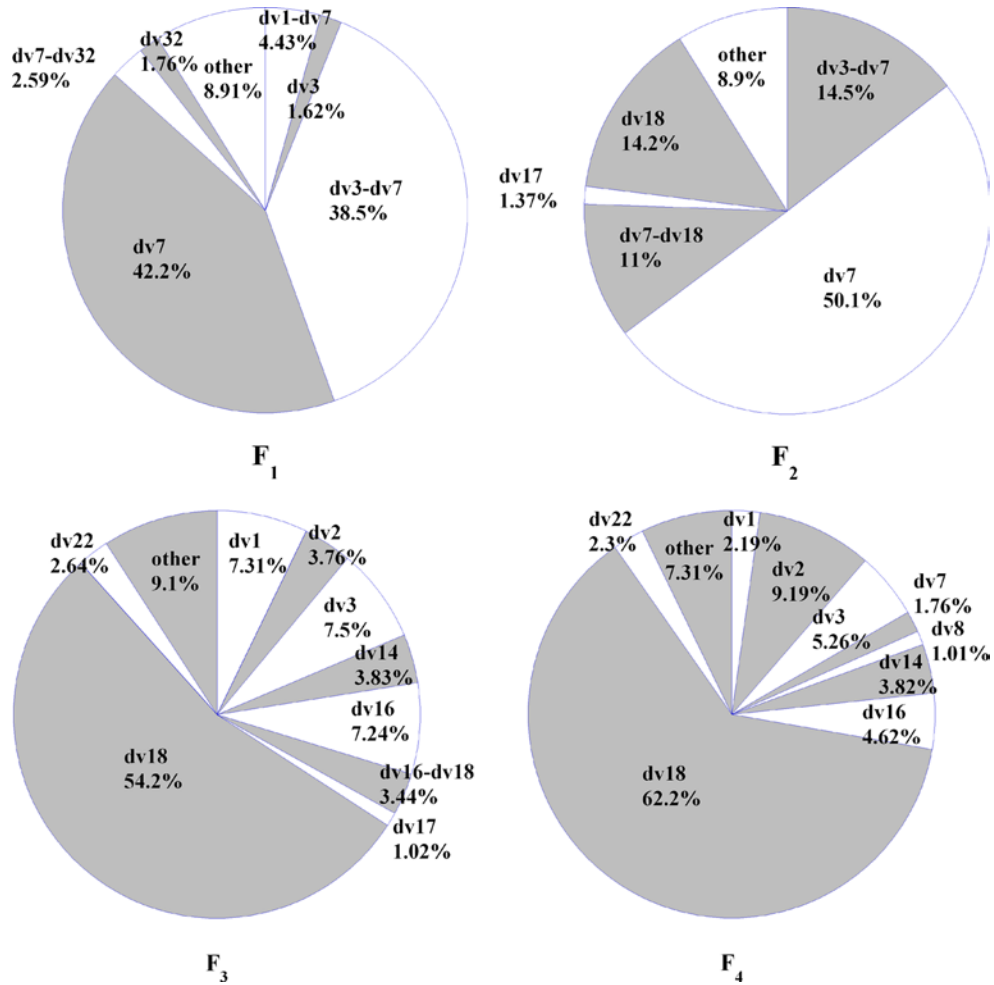 dv1-dv7
4.43%
dv3
1.62%
dv3-dv7
38.5%
dv7
42.2%
dv7-dv32
2.59%
dv32
1.76%
other
8.91%
F1
dv3-dv7
14.5%
dv7
50.1%
dv7-dv18
11%
dv17
1.37%
dv18
14.2%
other
8.9%
F2
dv1
7.31%
dv2
3.76%
dv3
7.5%
dv14
3.83%
dv16
7.24%
dv16-dv18
3.44%
dv17
1.02%
dv18
54.2%
dv22
2.64%
other
9.1%
F3
dv1
2.19%
dv2
9.19%
dv3
5.26%
dv7
1.76%
dv8
1.01%
dv14
3.82%
dv16
4.62%
dv18
62.2%
dv22
2.3%
other
7.31%
F4